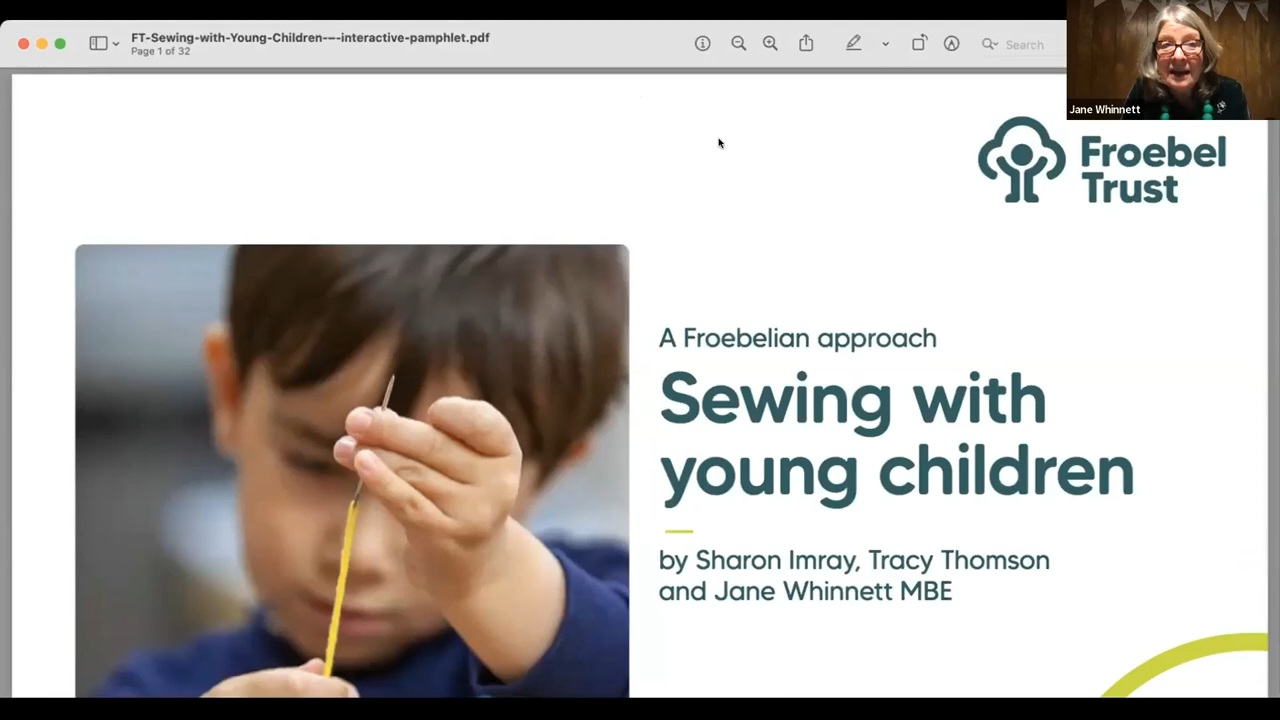 FT-Sewing-with-Young-Children-–-interactive-pamphlet.pdf
Page 1 of 32
Search
Jane Whinnett
Froebel
Trust
A Froebelian approach
Sewing with
young children
by Sharon Imray, Tracy Thomson
and Jane Whinnett MBE